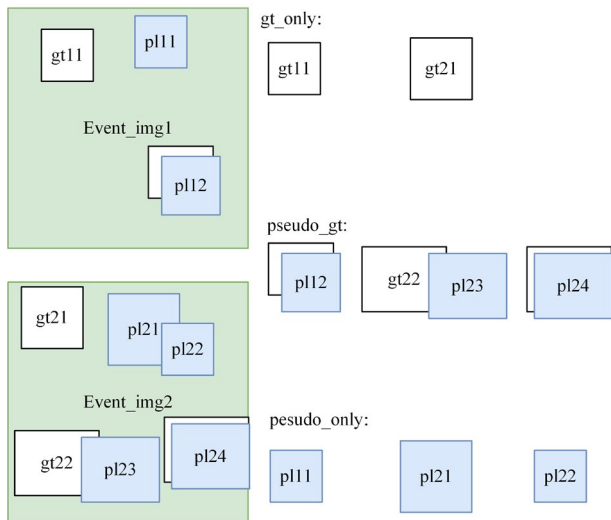 gt11
pl11
Event_img1
pl12
gt21
pl21
pl22
Event_img2
gt22
pl23
pl24
gt_only:
gt11
gt21
pseudo_gt:
pl12
gt22
pl23
pl24
pesudo_only:
pl11
pl21
pl22